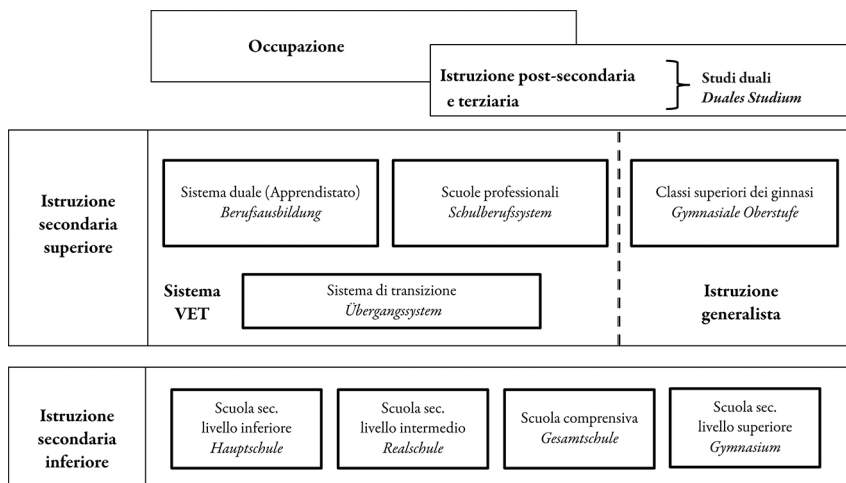 Occupazione
Istruzione post-secondaria
e terziaria
Studi duali
Duales Studium
Istruzione
secondaria
superiore
Sistema duale (Apprendistato)
Berufsausbildung
Scuole professionali
Schulberufssystem
Classi superiori dei ginnasi
Gymnasiale Oberstufe
Sistema
VET
Sistema di transizione
Übergangssystem
Istruzione
generalista
Istruzione
secondaria
inferiore
Scuola sec.
livello inferiore
Hauptschule
Scuola sec.
livello intermedio
Realschule
Scuola comprensiva
Gesamtschule
Scuola sec.
livello superiore
Gymnasium